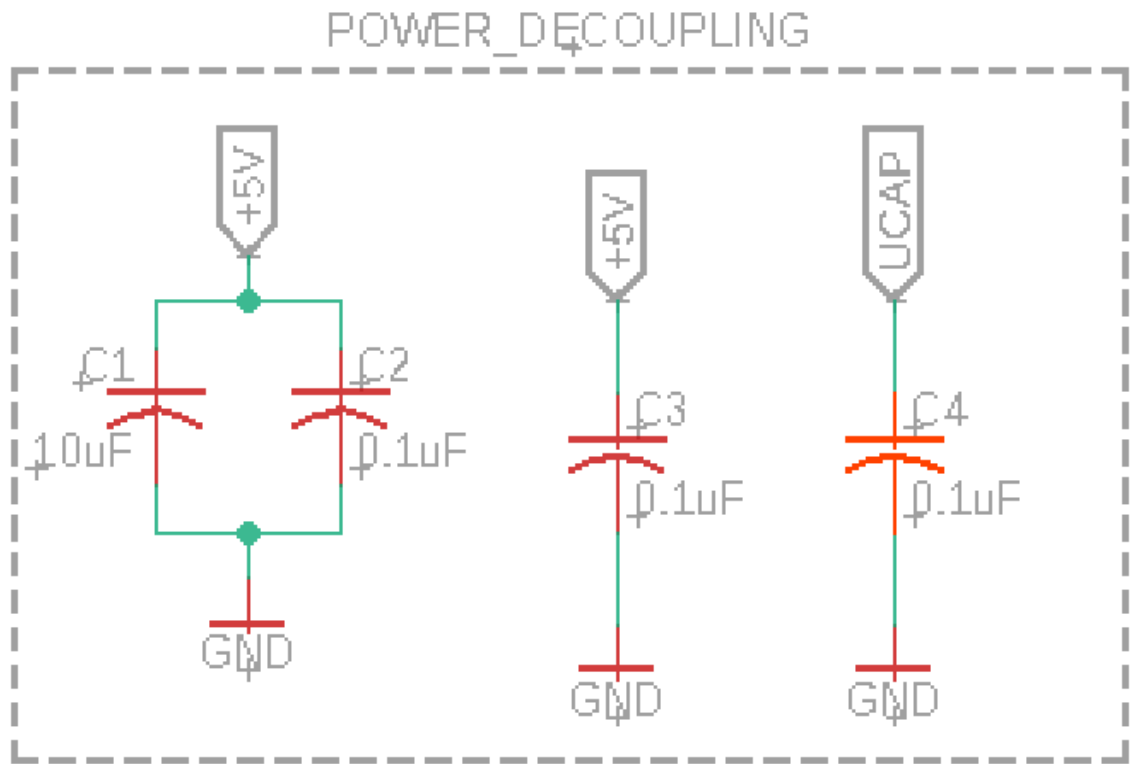 POWER_DECOUPLING
+5V
+5V
UCAP
C1
C2
C3
C4
10uF
0.1uF
0.1uF
0.1uF
GND
GND
GND